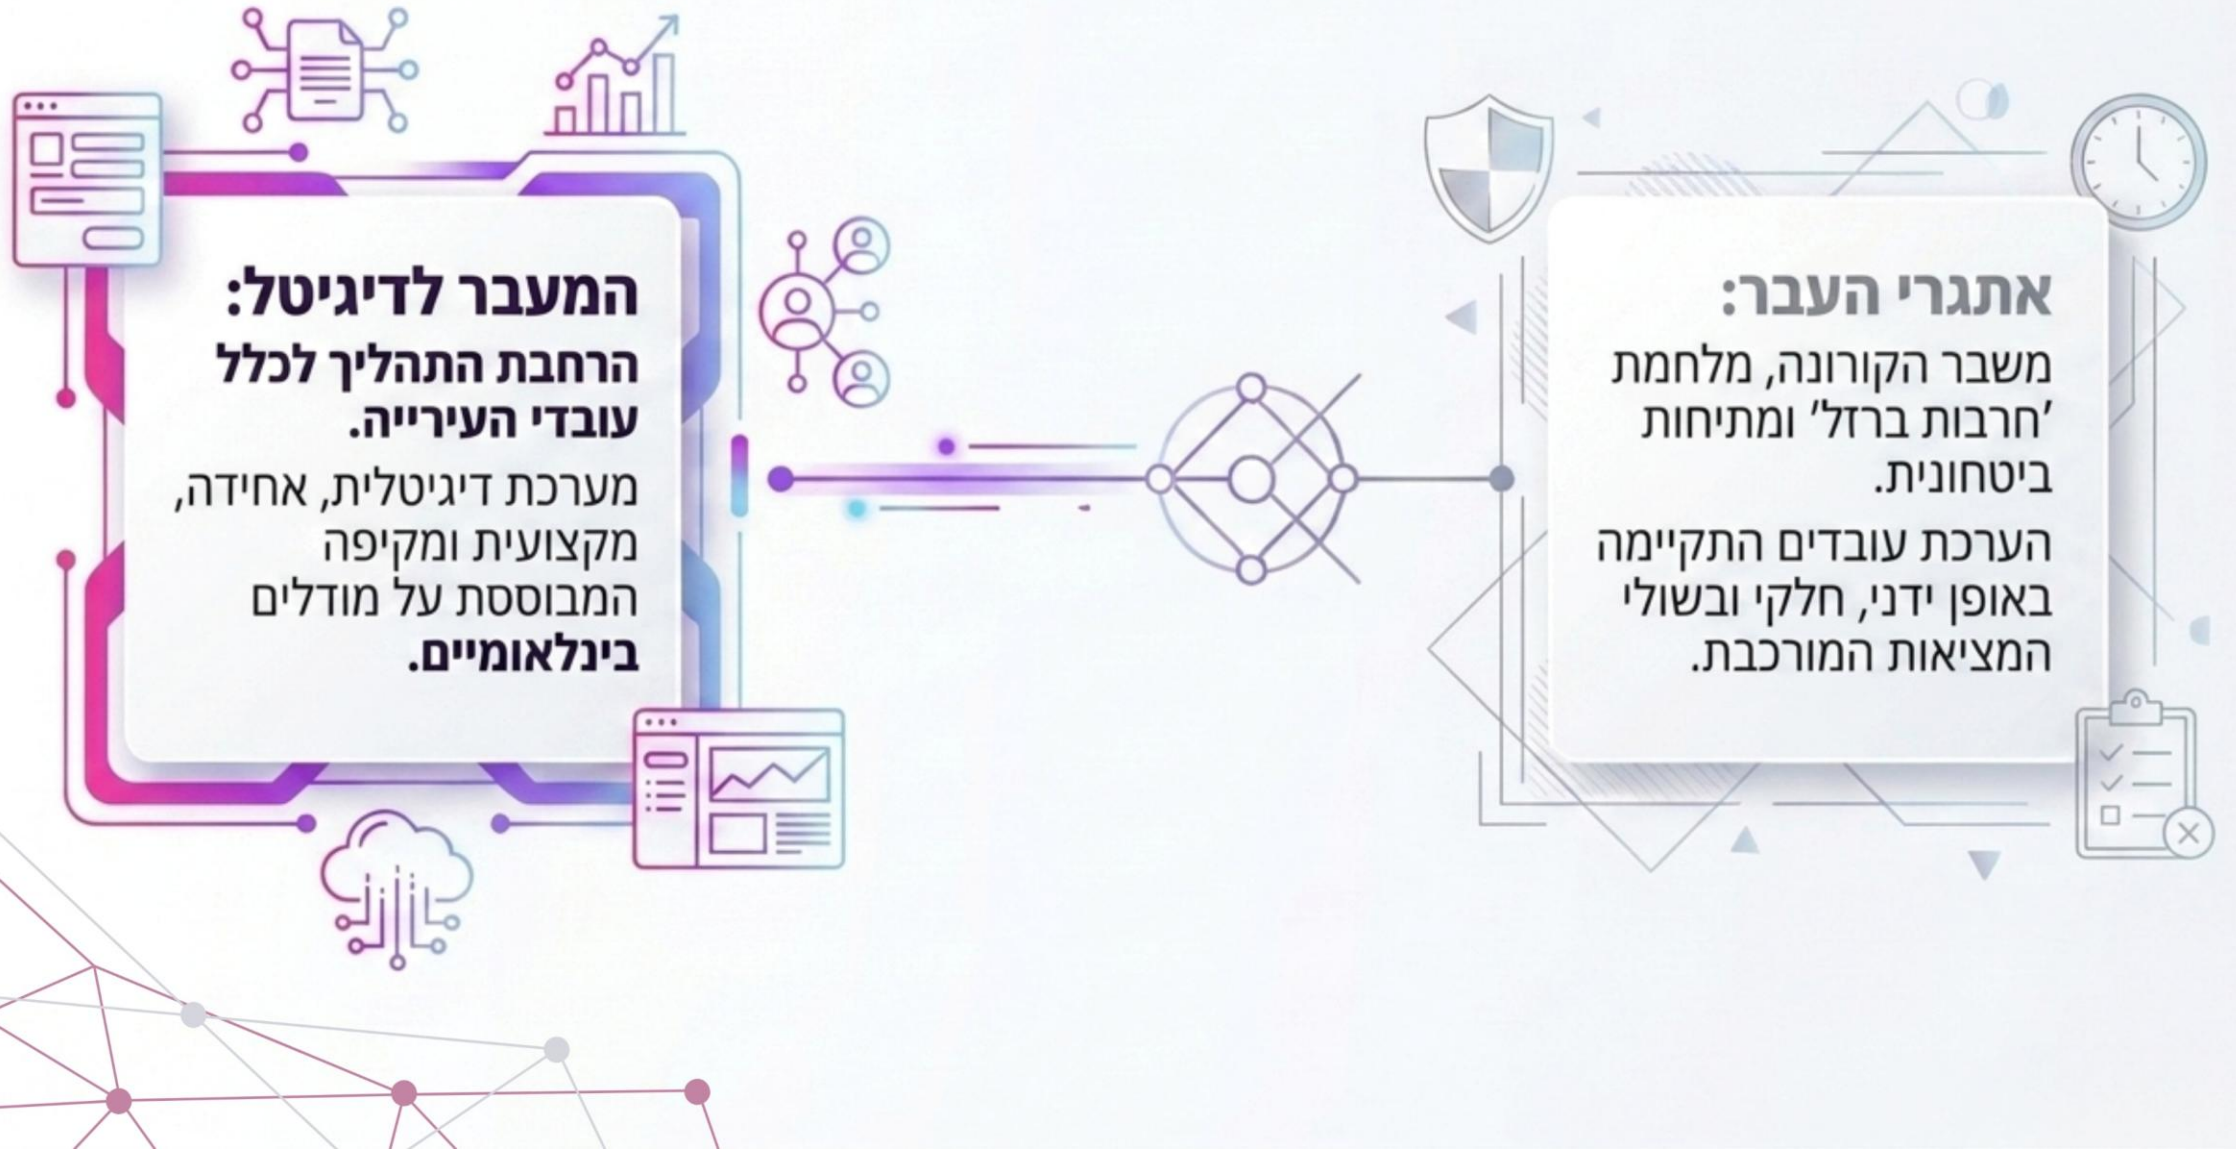 אתגרי העבר:
משבר הקורונה, מלחמת
'חרבות ברזל' ומתיחות
ביטחונית.
הערכת עובדים התקיימה
באופן ידני, חלקי ובשולי
המציאות המורכבת.
המעבר לדיגיטל:
הרחבת התהליך לכלל
עובדי העירייה.
מערכת דיגיטלית, אחידה,
מקצועית ומקיפה
המבוססת על מודלים
בינלאומיים.